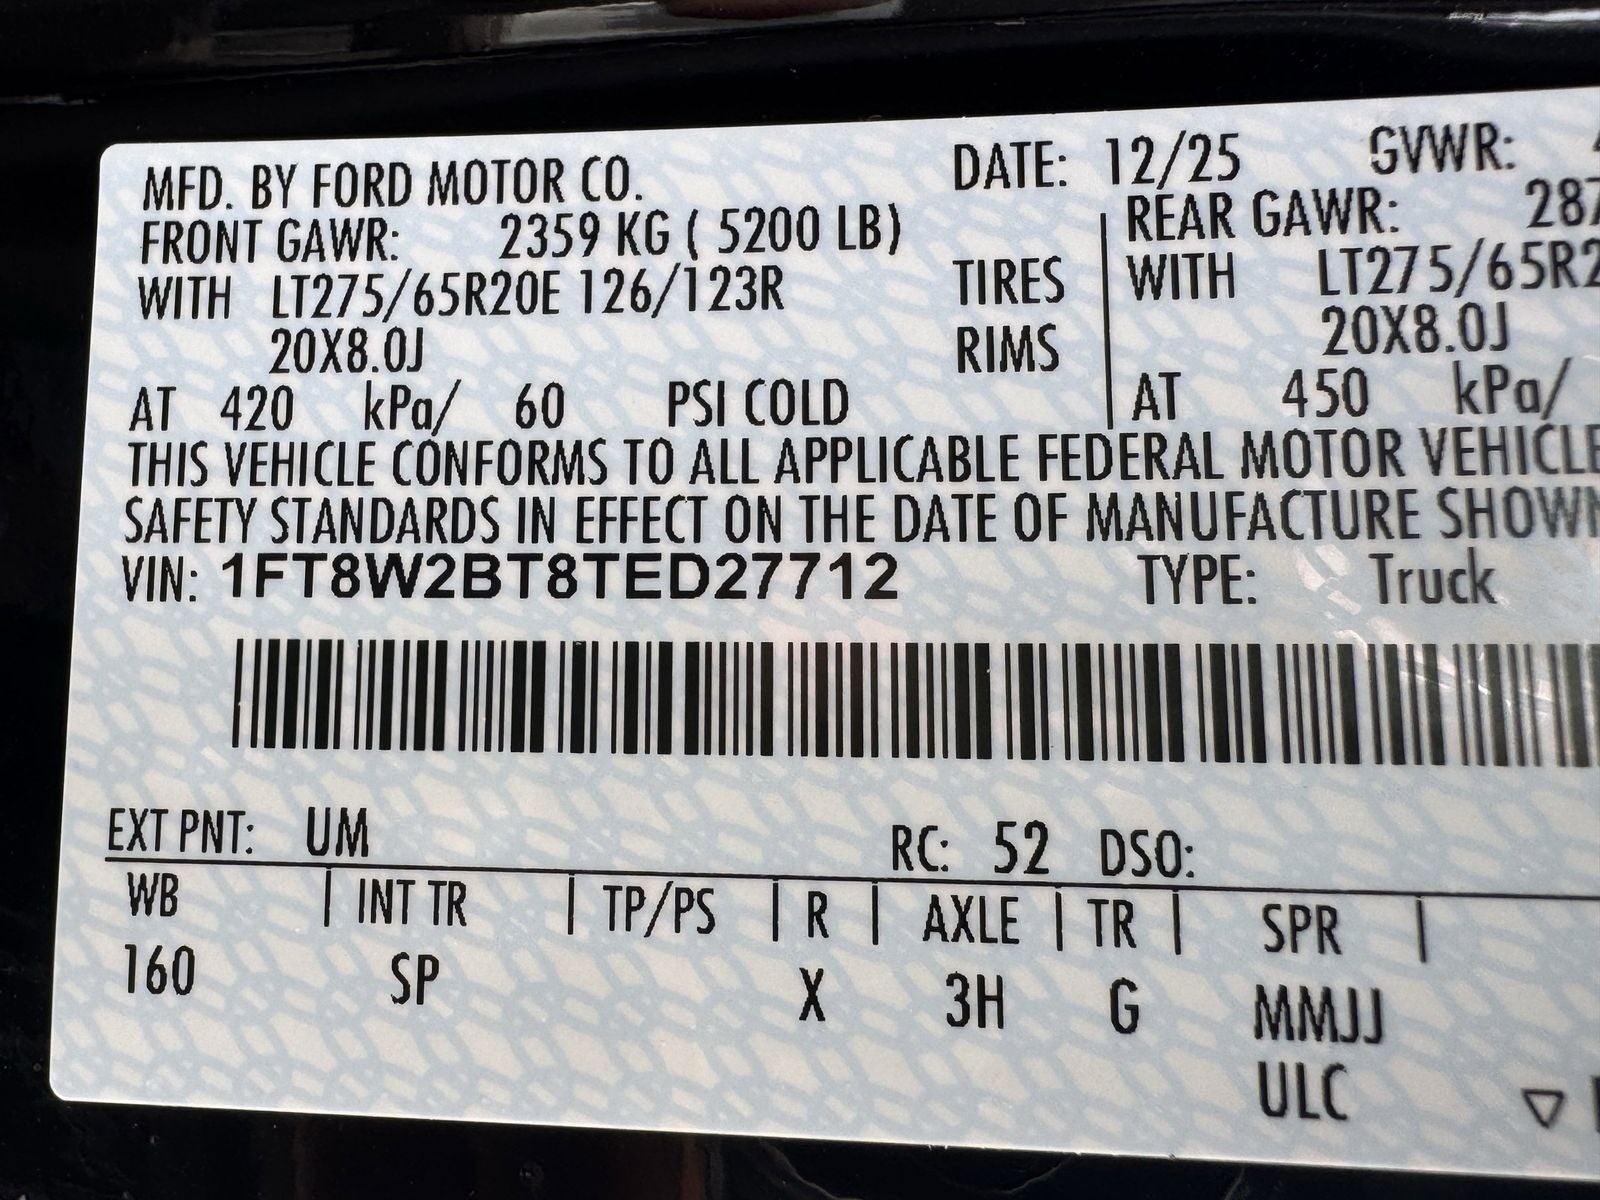 MFD. BY FORD MOTOR CO. DATE: 12/25 GVWR:
FRONT GAWR: 2359 KG ( 5200 LB) REAR GAWR: 287
WITH LT275/65R20E 126/123R TIRES WITH LT275/65R2
20X8.0J RIMS 20X8.0J
AT 420 kPa/ 60 PSI COLD AT 450 kPa/
THIS VEHICLE CONFORMS TO ALL APPLICABLE FEDERAL MOTOR VEHICLE
SAFETY STANDARDS IN EFFECT ON THE DATE OF MANUFACTURE SHOWN
VIN: 1FT8W2BT8TED27712 TYPE: Truck
EXT PNT: UM RC: 52 DSO:
WB | INT TR | TP/PS | R | AXLE | TR | SPR |
160 SP X 3H G MMJJ
ULC